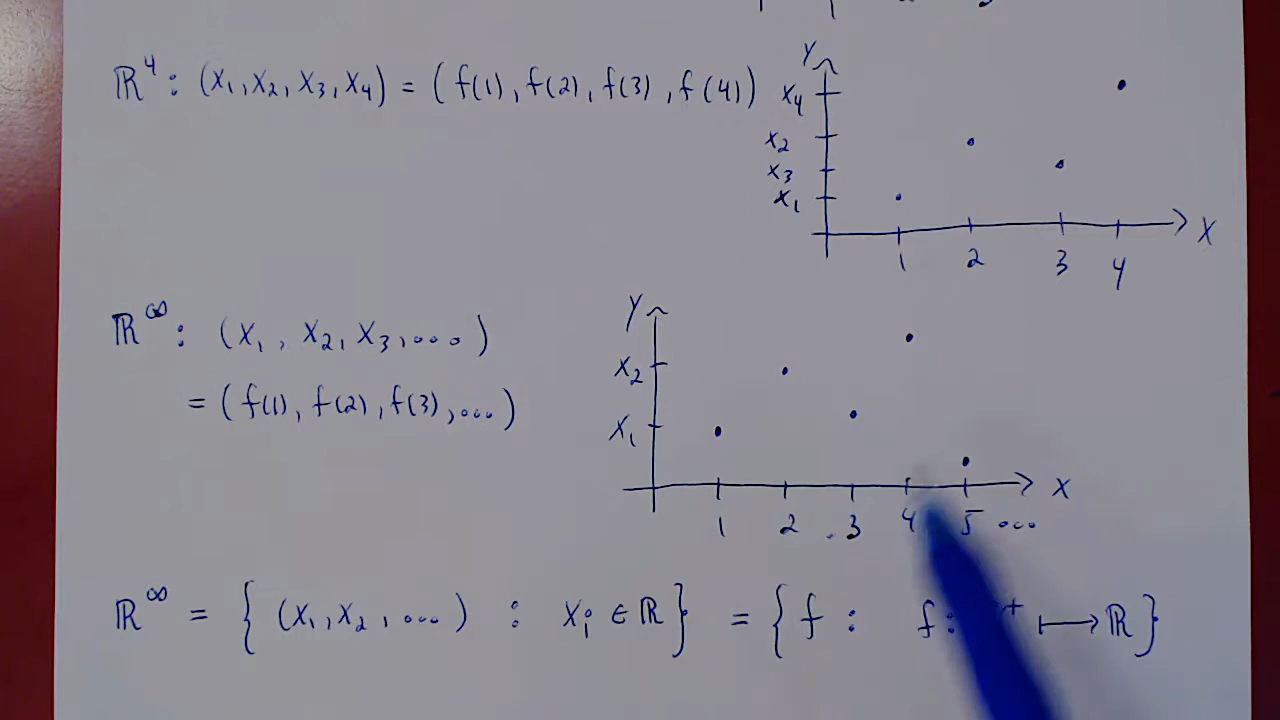 ℝ⁴ : (x₁, x₂, x₃, x₄) = (f(1), f(2), f(3), f(4))
Y
x₄
x₂
x₃
x₁
1 2 3 4
X
ℝ^∞ : (x₁, x₂, x₃, ...)
= (f(1), f(2), f(3), ...)
Y
x₂
x₁
X
1 2 3 4 5 ...
ℝ^∞ = { (x₁, x₂, ...) : xᵢ ∈ ℝ } = { f : f : ⁺ ⟼ ℝ }